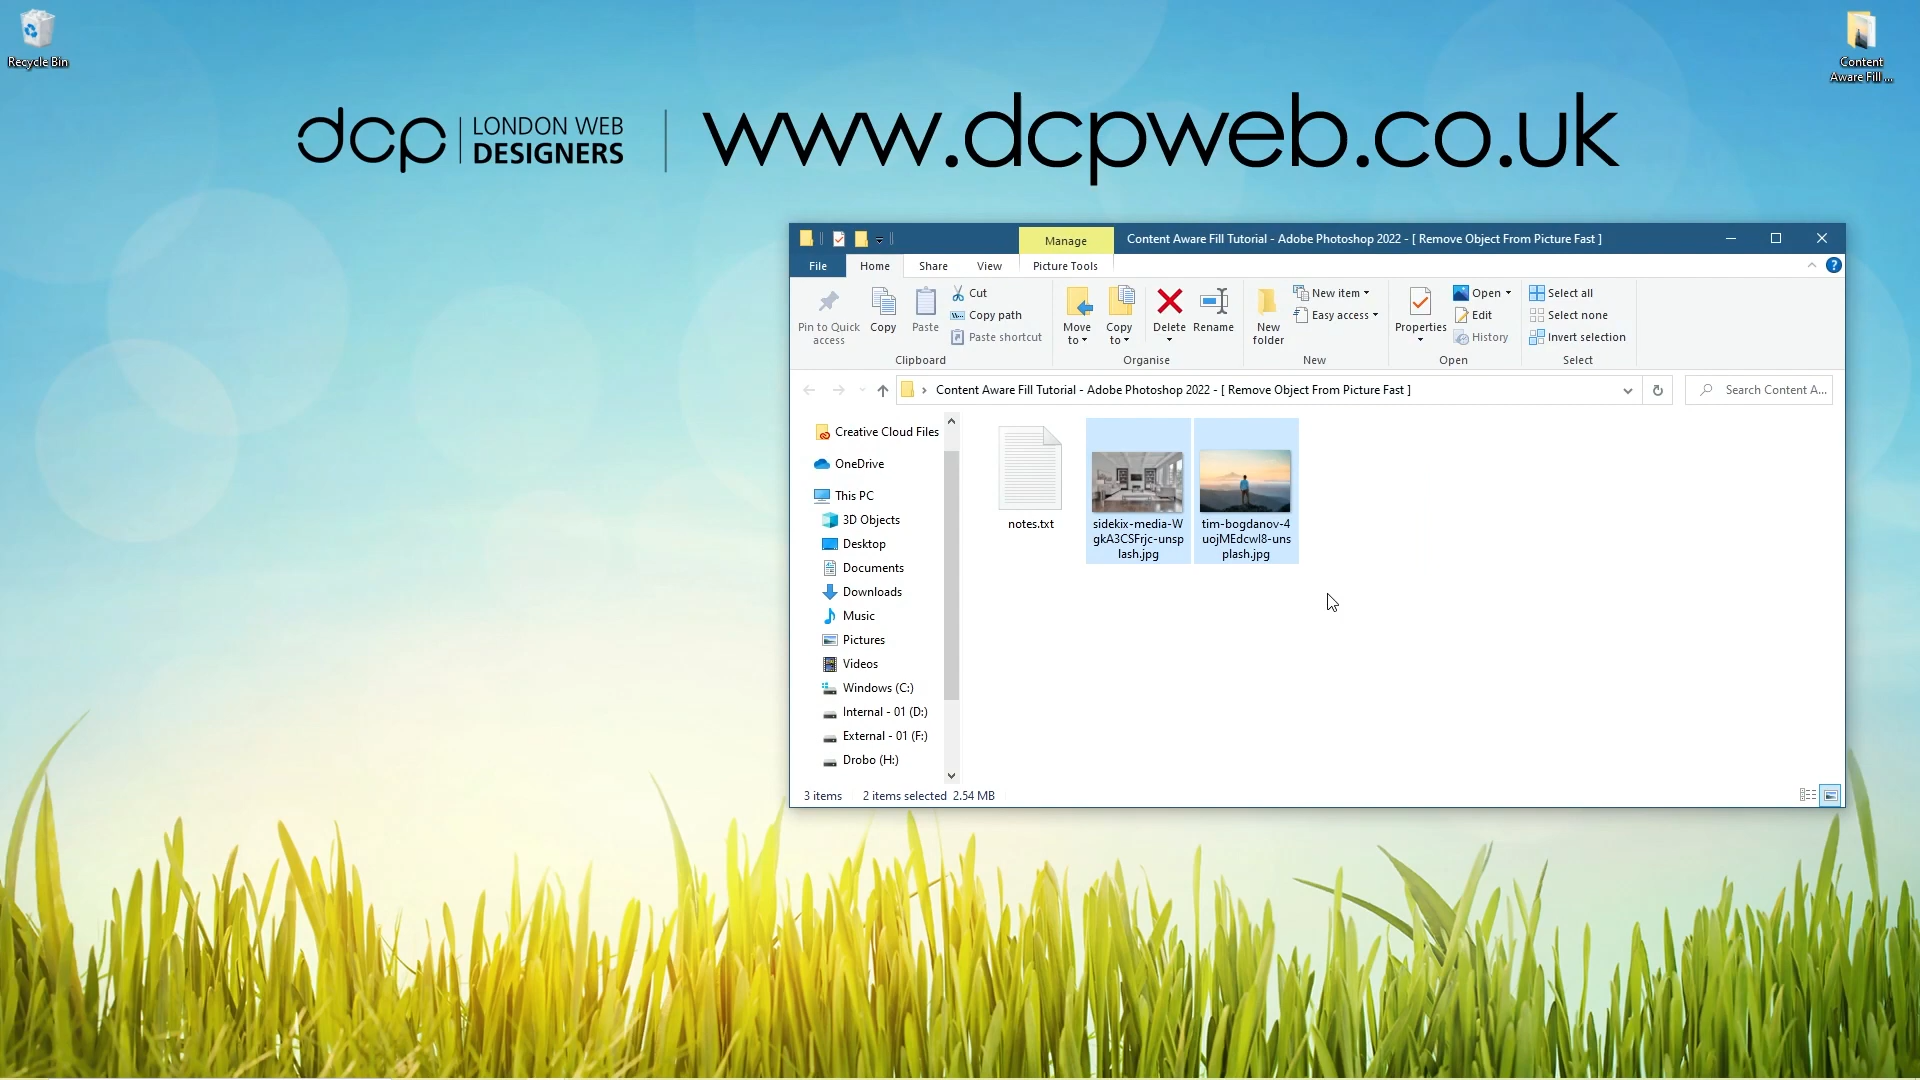 Recycle Bin
Content
Aware Fill ...
dcp
LONDON WEB
DESIGNERS
www.dcpweb.co.uk
Manage
Content Aware Fill Tutorial - Adobe Photoshop 2022 - [ Remove Object From Picture Fast ]
File
Home
Share
View
Picture Tools
Pin to Quick
access
Copy
Paste
Cut
Copy path
Paste shortcut
Clipboard
Move
to
Copy
to
Delete
Rename
Organise
New
folder
New item
Easy access
New
Properties
Open
Edit
History
Open
Select all
Select none
Invert selection
Select
Content Aware Fill Tutorial - Adobe Photoshop 2022 - [ Remove Object From Picture Fast ]
Search Content A...
Creative Cloud Files
OneDrive
This PC
3D Objects
Desktop
Documents
Downloads
Music
Pictures
Videos
Windows (C:)
Internal - 01 (D:)
External - 01 (F:)
Drobo (H:)
notes.txt
sidekix-media-W
gkA3CSFrjc-unsp
lash.jpg
tim-bogdanov-4
uojMEdcwI8-uns
plash.jpg
3 items
2 items selected 2.54 MB